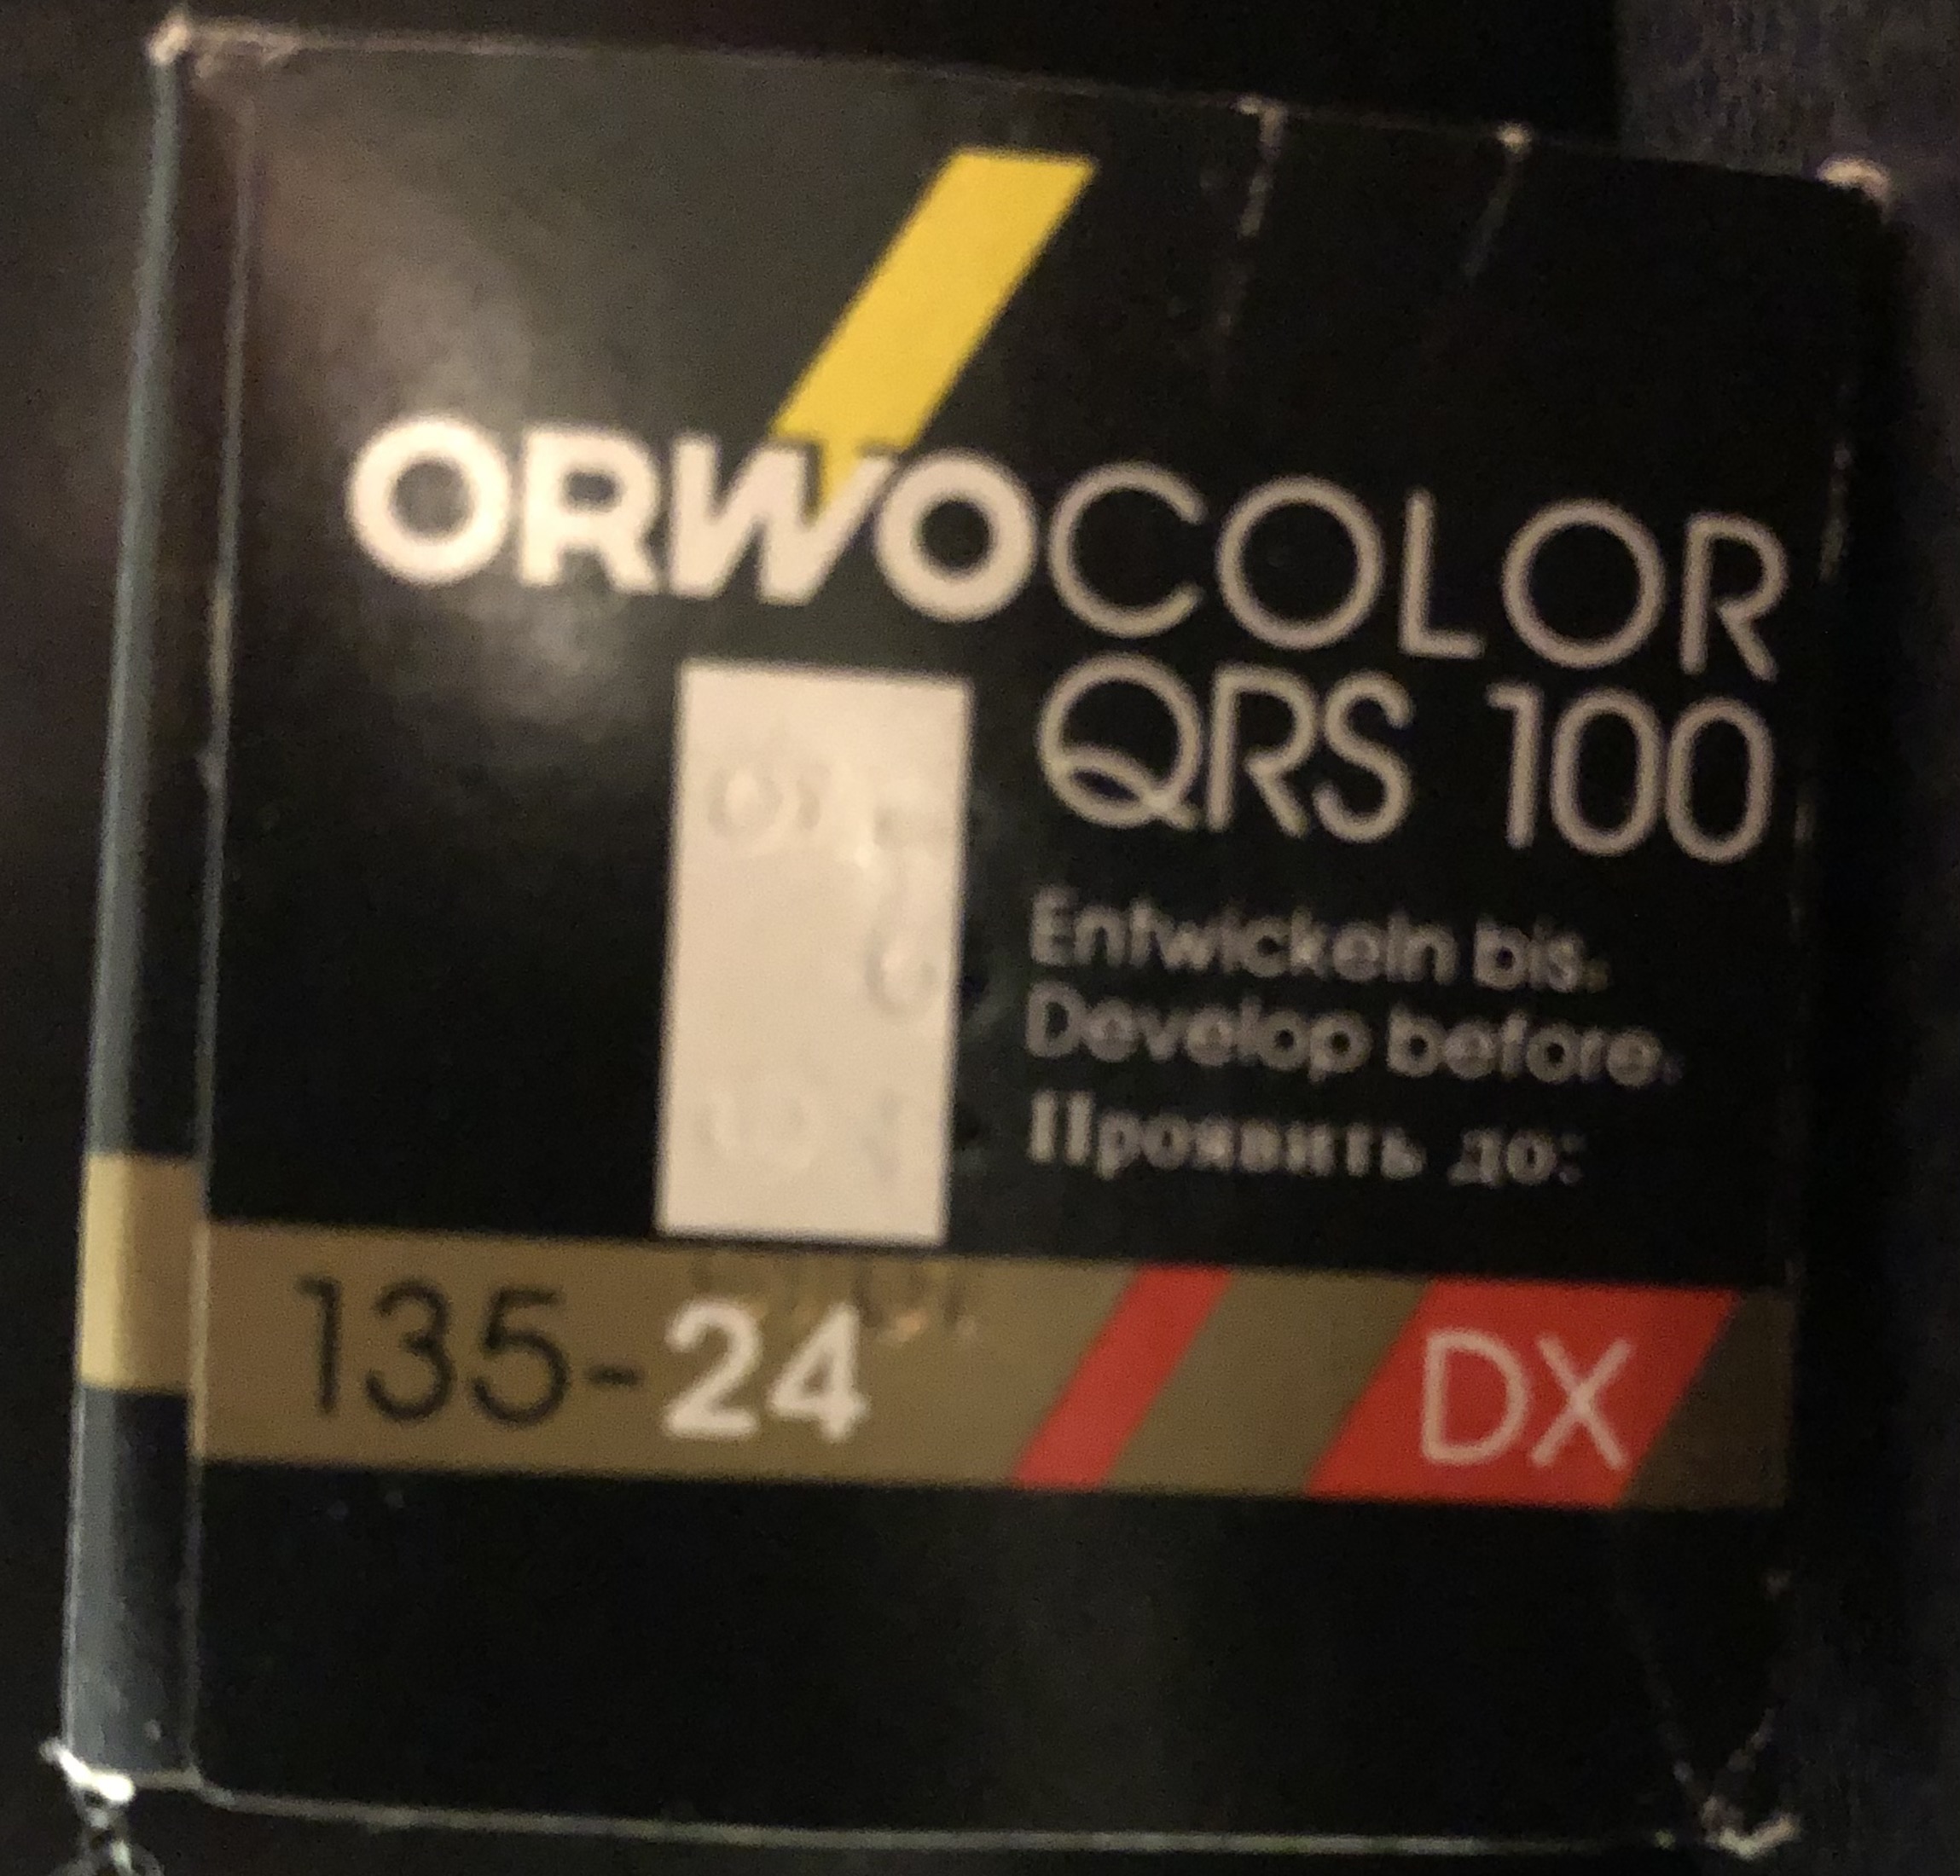 ORWOCOLOR
QRS 100
Entwickeln bis:
Develop before:
Проявить до:
135-24
DX